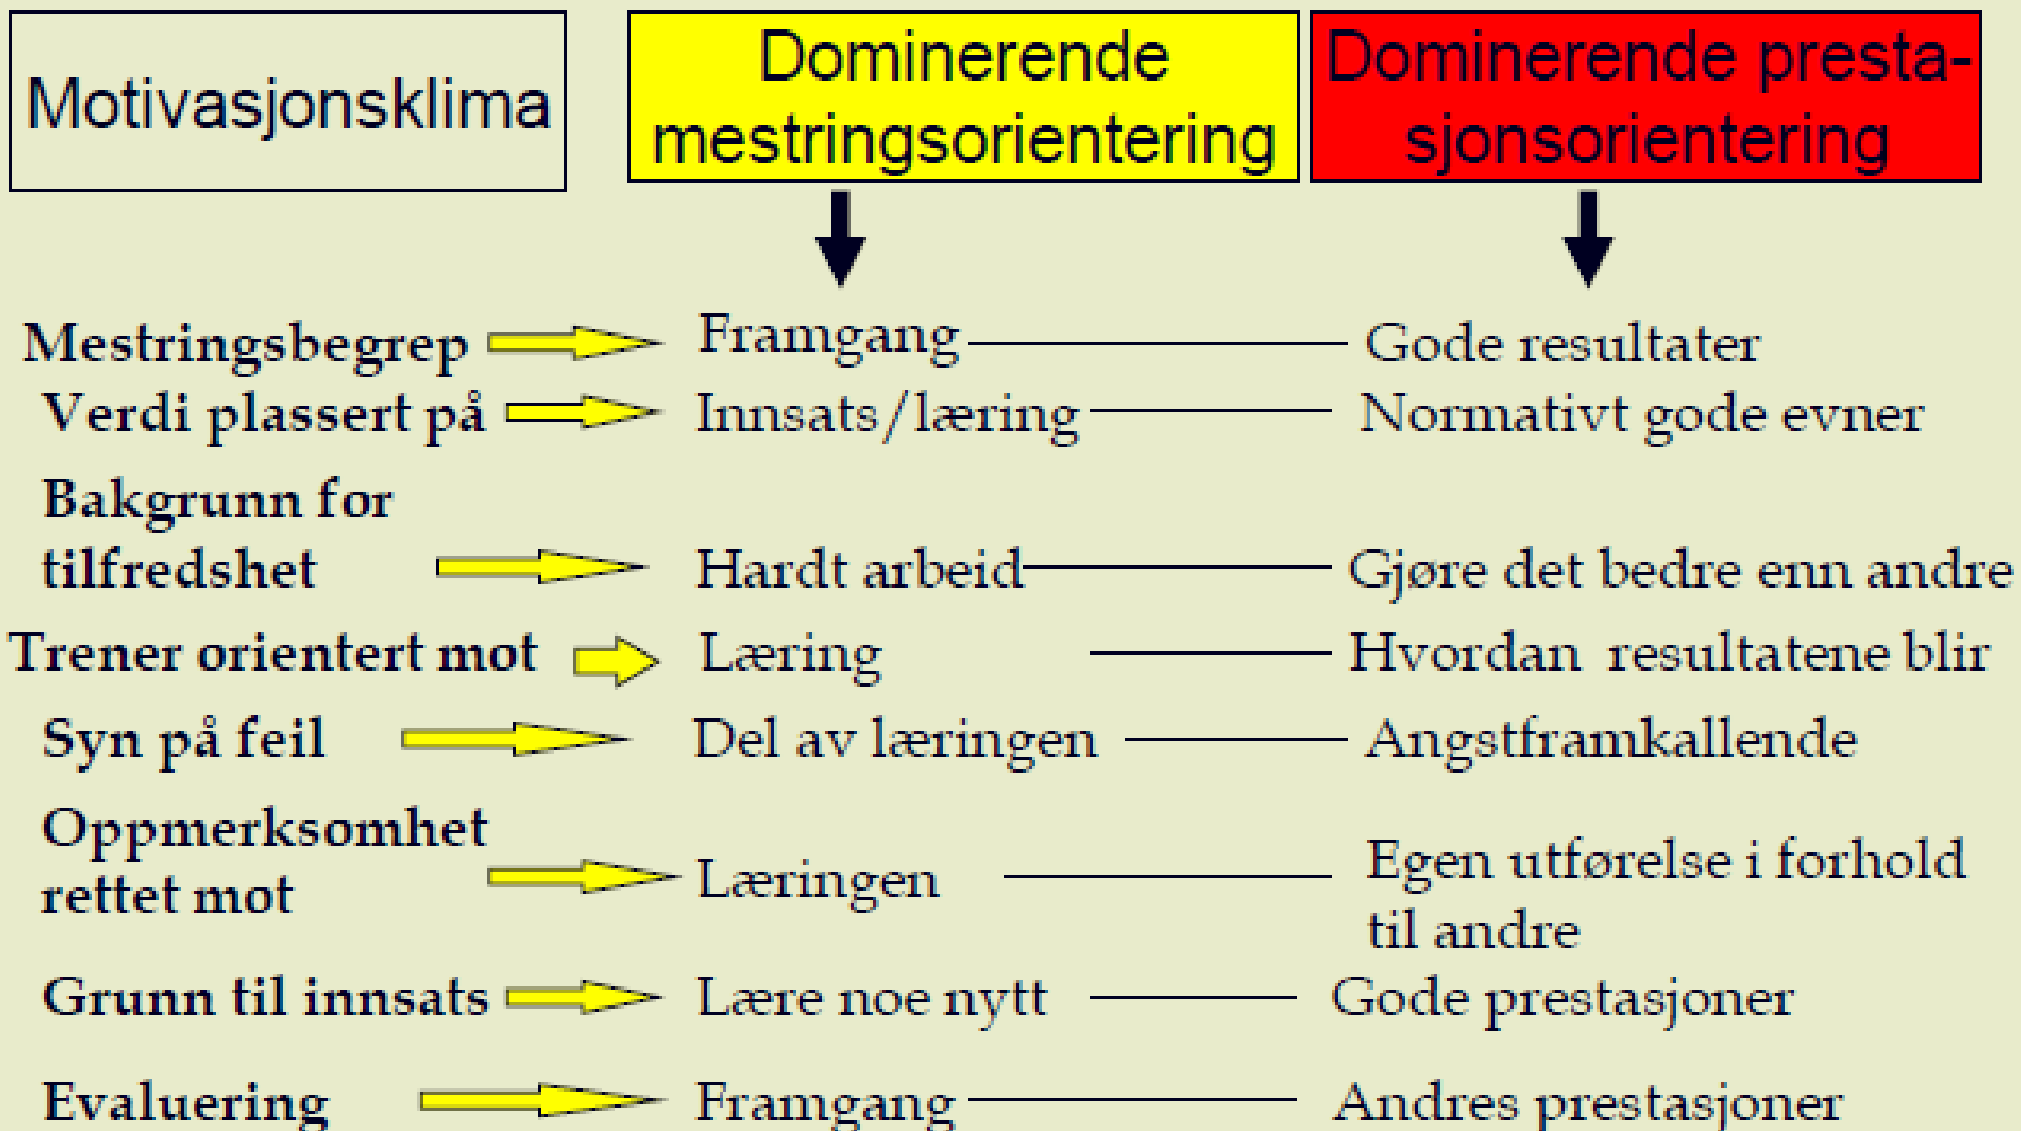 Motivasjonsklima
Dominerende
mestringsorientering
Dominerende presta-
sjonsorientering
Mestringsbegrep Framgang Gode resultater
Verdi plassert på Innsats/læring Normativt gode evner
Bakgrunn for
tilfredshet Hardt arbeid Gjøre det bedre enn andre
Trener orientert mot Læring Hvordan resultatene blir
Syn på feil Del av læringen Angstframkallende
Oppmerksomhet
rettet mot Læringen Egen utførelse i forhold
til andre
Grunn til innsats Lære noe nytt Gode prestasjoner
Evaluering Framgang Andres prestasjoner